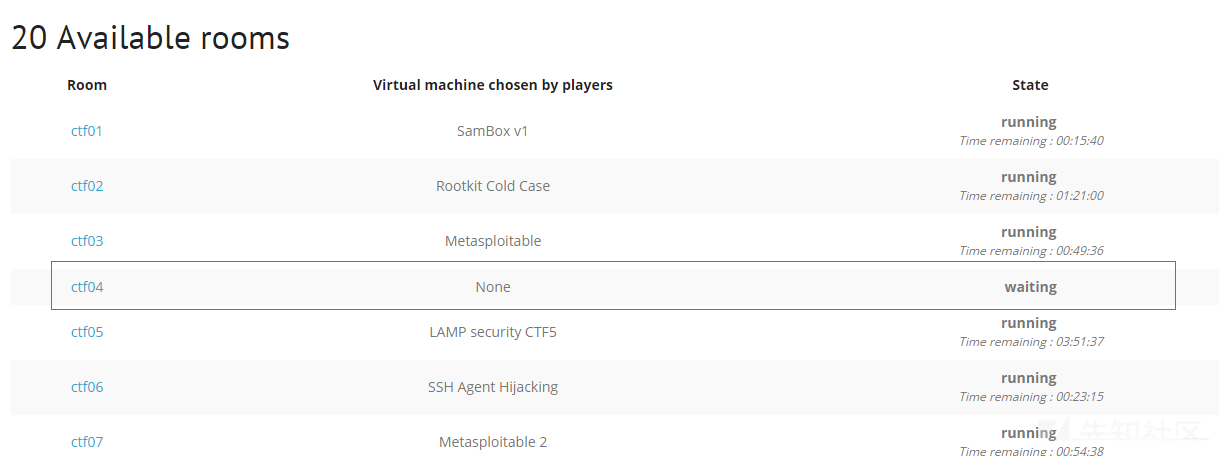 20 Available rooms
Room Virtual machine chosen by players State
ctf01 SamBox v1 running
Time remaining : 00:15:40
ctf02 Rootkit Cold Case running
Time remaining : 01:21:00
ctf03 Metasploitable running
Time remaining : 00:49:36
ctf04 None waiting
ctf05 LAMP security CTF5 running
Time remaining : 03:51:37
ctf06 SSH Agent Hijacking running
Time remaining : 00:23:15
ctf07 Metasploitable 2 running
Time remaining : 00:54:38
先知社区